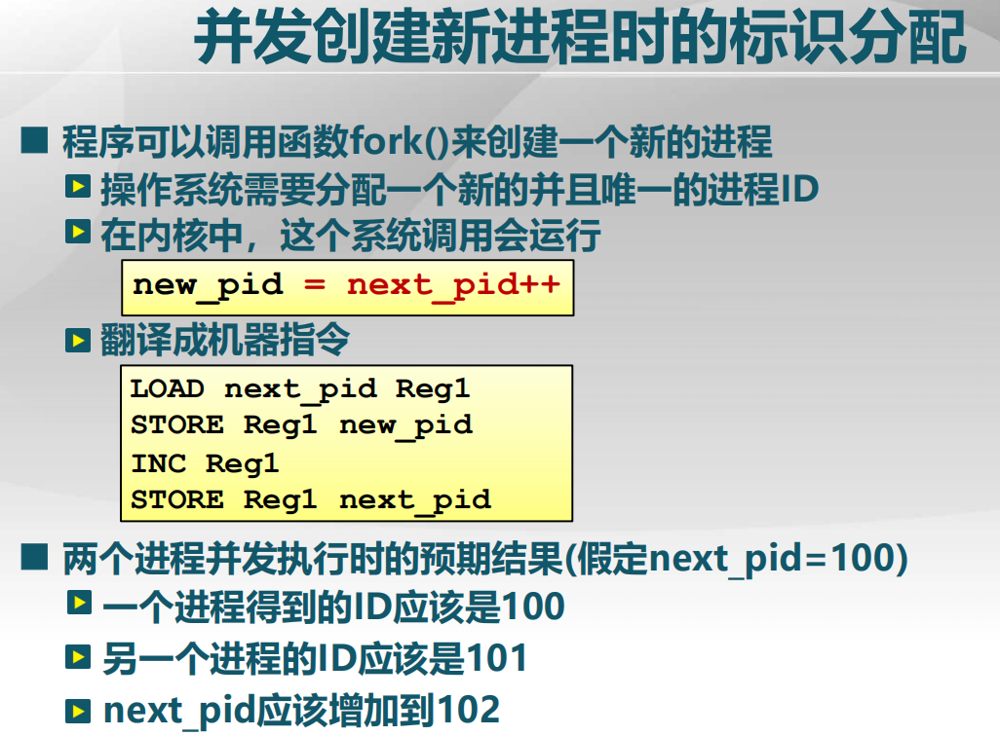 并发创建新进程时的标识分配
程序可以调用函数fork()来创建一个新的进程
操作系统需要分配一个新的并且唯一的进程ID
在内核中，这个系统调用会运行
new_pid = next_pid++
翻译成机器指令
LOAD next_pid Reg1
STORE Reg1 new_pid
INC Reg1
STORE Reg1 next_pid
两个进程并发执行时的预期结果(假定next_pid=100)
一个进程得到的ID应该是100
另一个进程的ID应该是101
next_pid应该增加到102